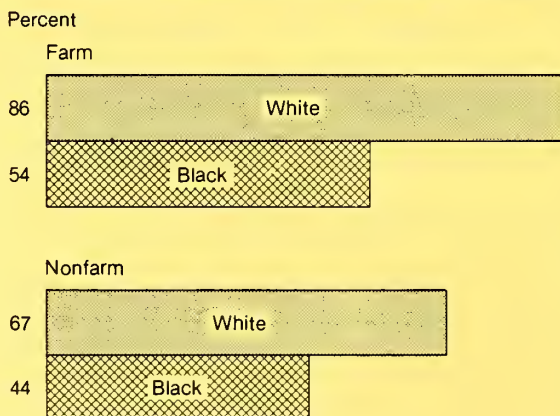 Percent
Farm
86 White
54 Black
Nonfarm
67 White
44 Black